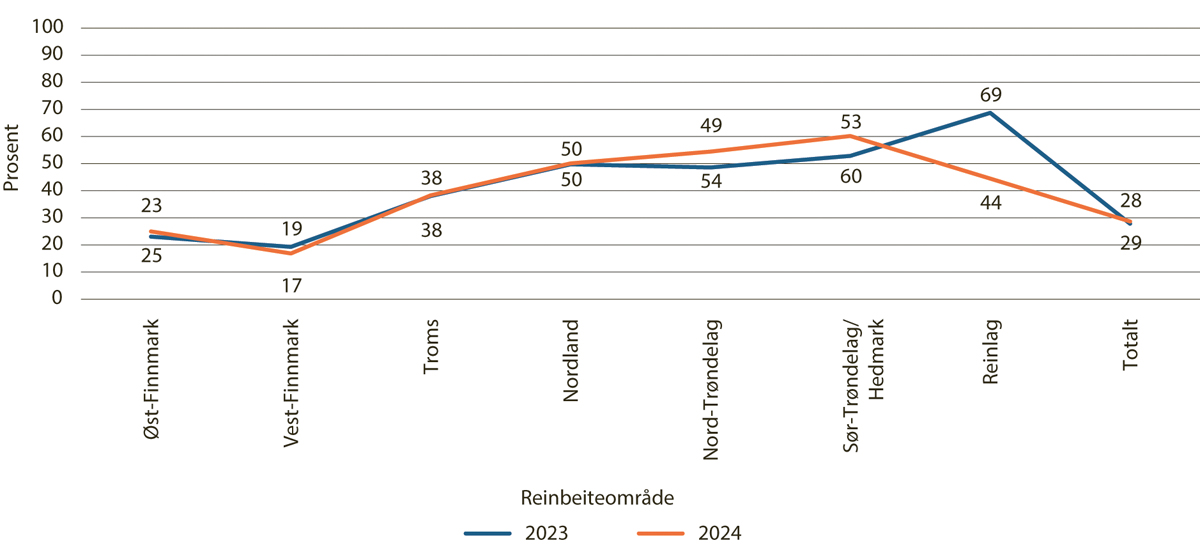 100
90
80
70
60
50
40
30
20
10
0
Prosent
23
25
19
17
38
38
50
50
49
54
53
60
69
44
28
29
Øst-Finnmark
Vest-Finnmark
Troms
Nordland
Nord-Trøndelag
Sør-Trøndelag/
Hedmark
Reinlag
Totalt
Reinbeiteområde
2023
2024